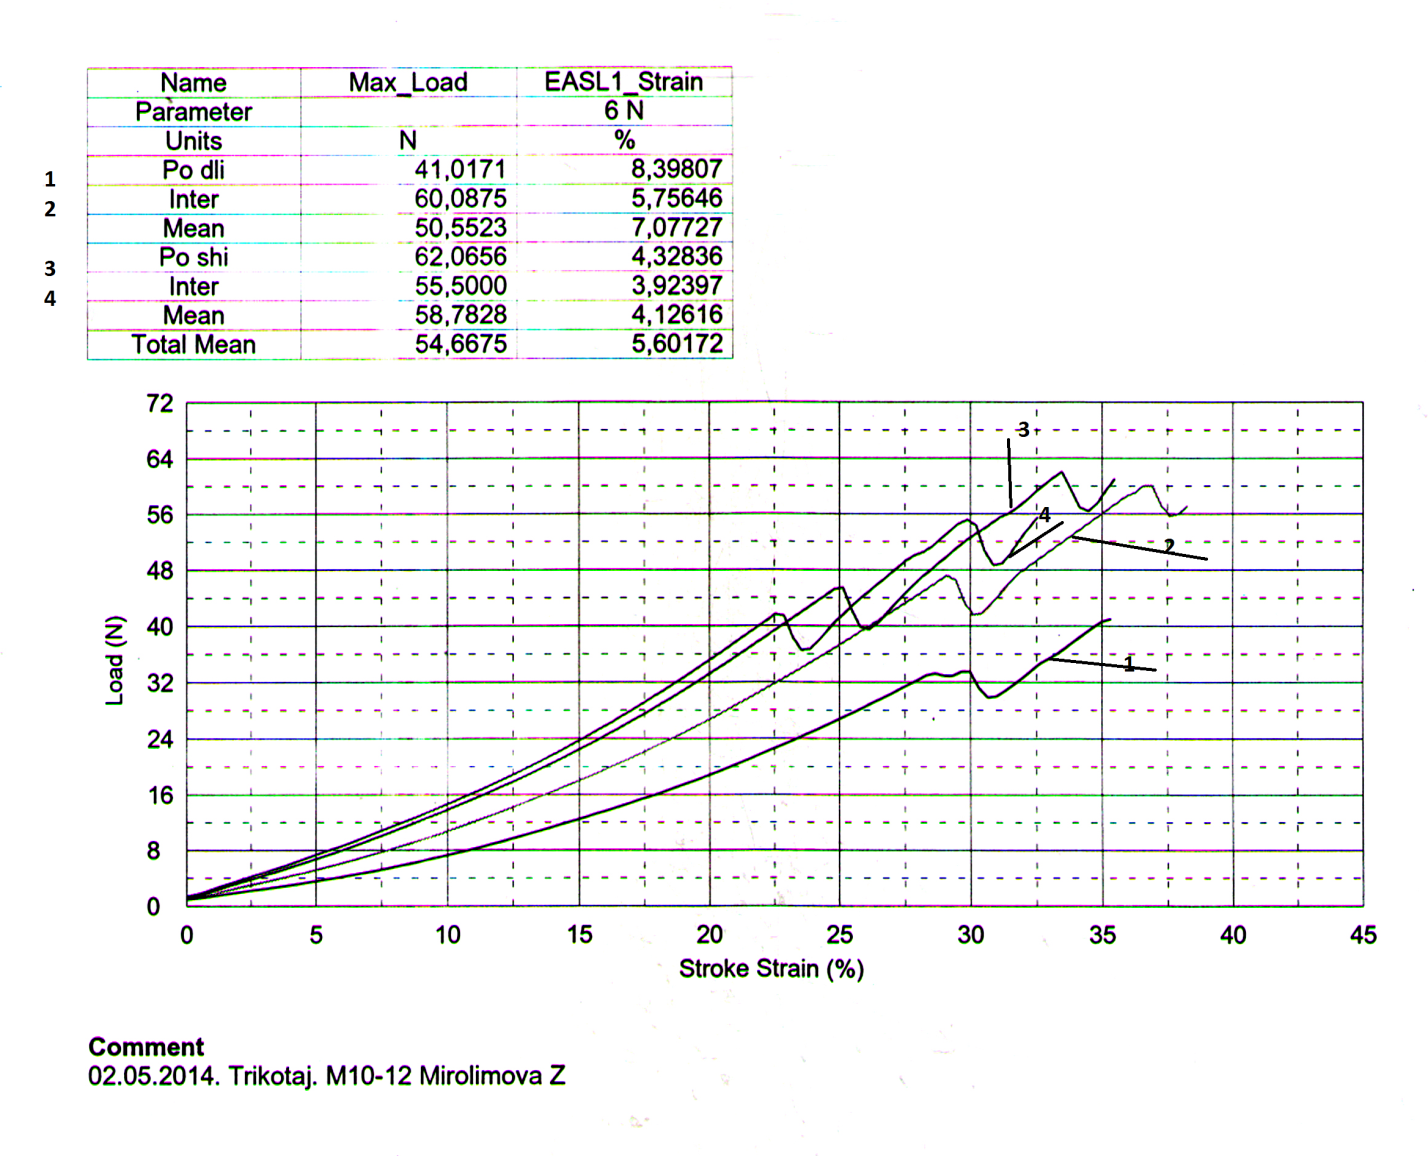 Name Max_Load EASL1_Strain
Parameter 6 N
Units N %
1 Po dli 41,0171 8,39807
2 Inter 60,0875 5,75646
Mean 50,5523 7,07727
3 Po shi 62,0656 4,32836
4 Inter 55,5000 3,92397
Mean 58,7828 4,12616
Total Mean 54,6675 5,60172
72
3
64
56
4
2
48
40
Load (N)
1
32
24
16
8
0
0 5 10 15 20 25 30 35 40 45
Stroke Strain (%)
Comment
02.05.2014. Trikotaj. M10-12 Mirolimova Z